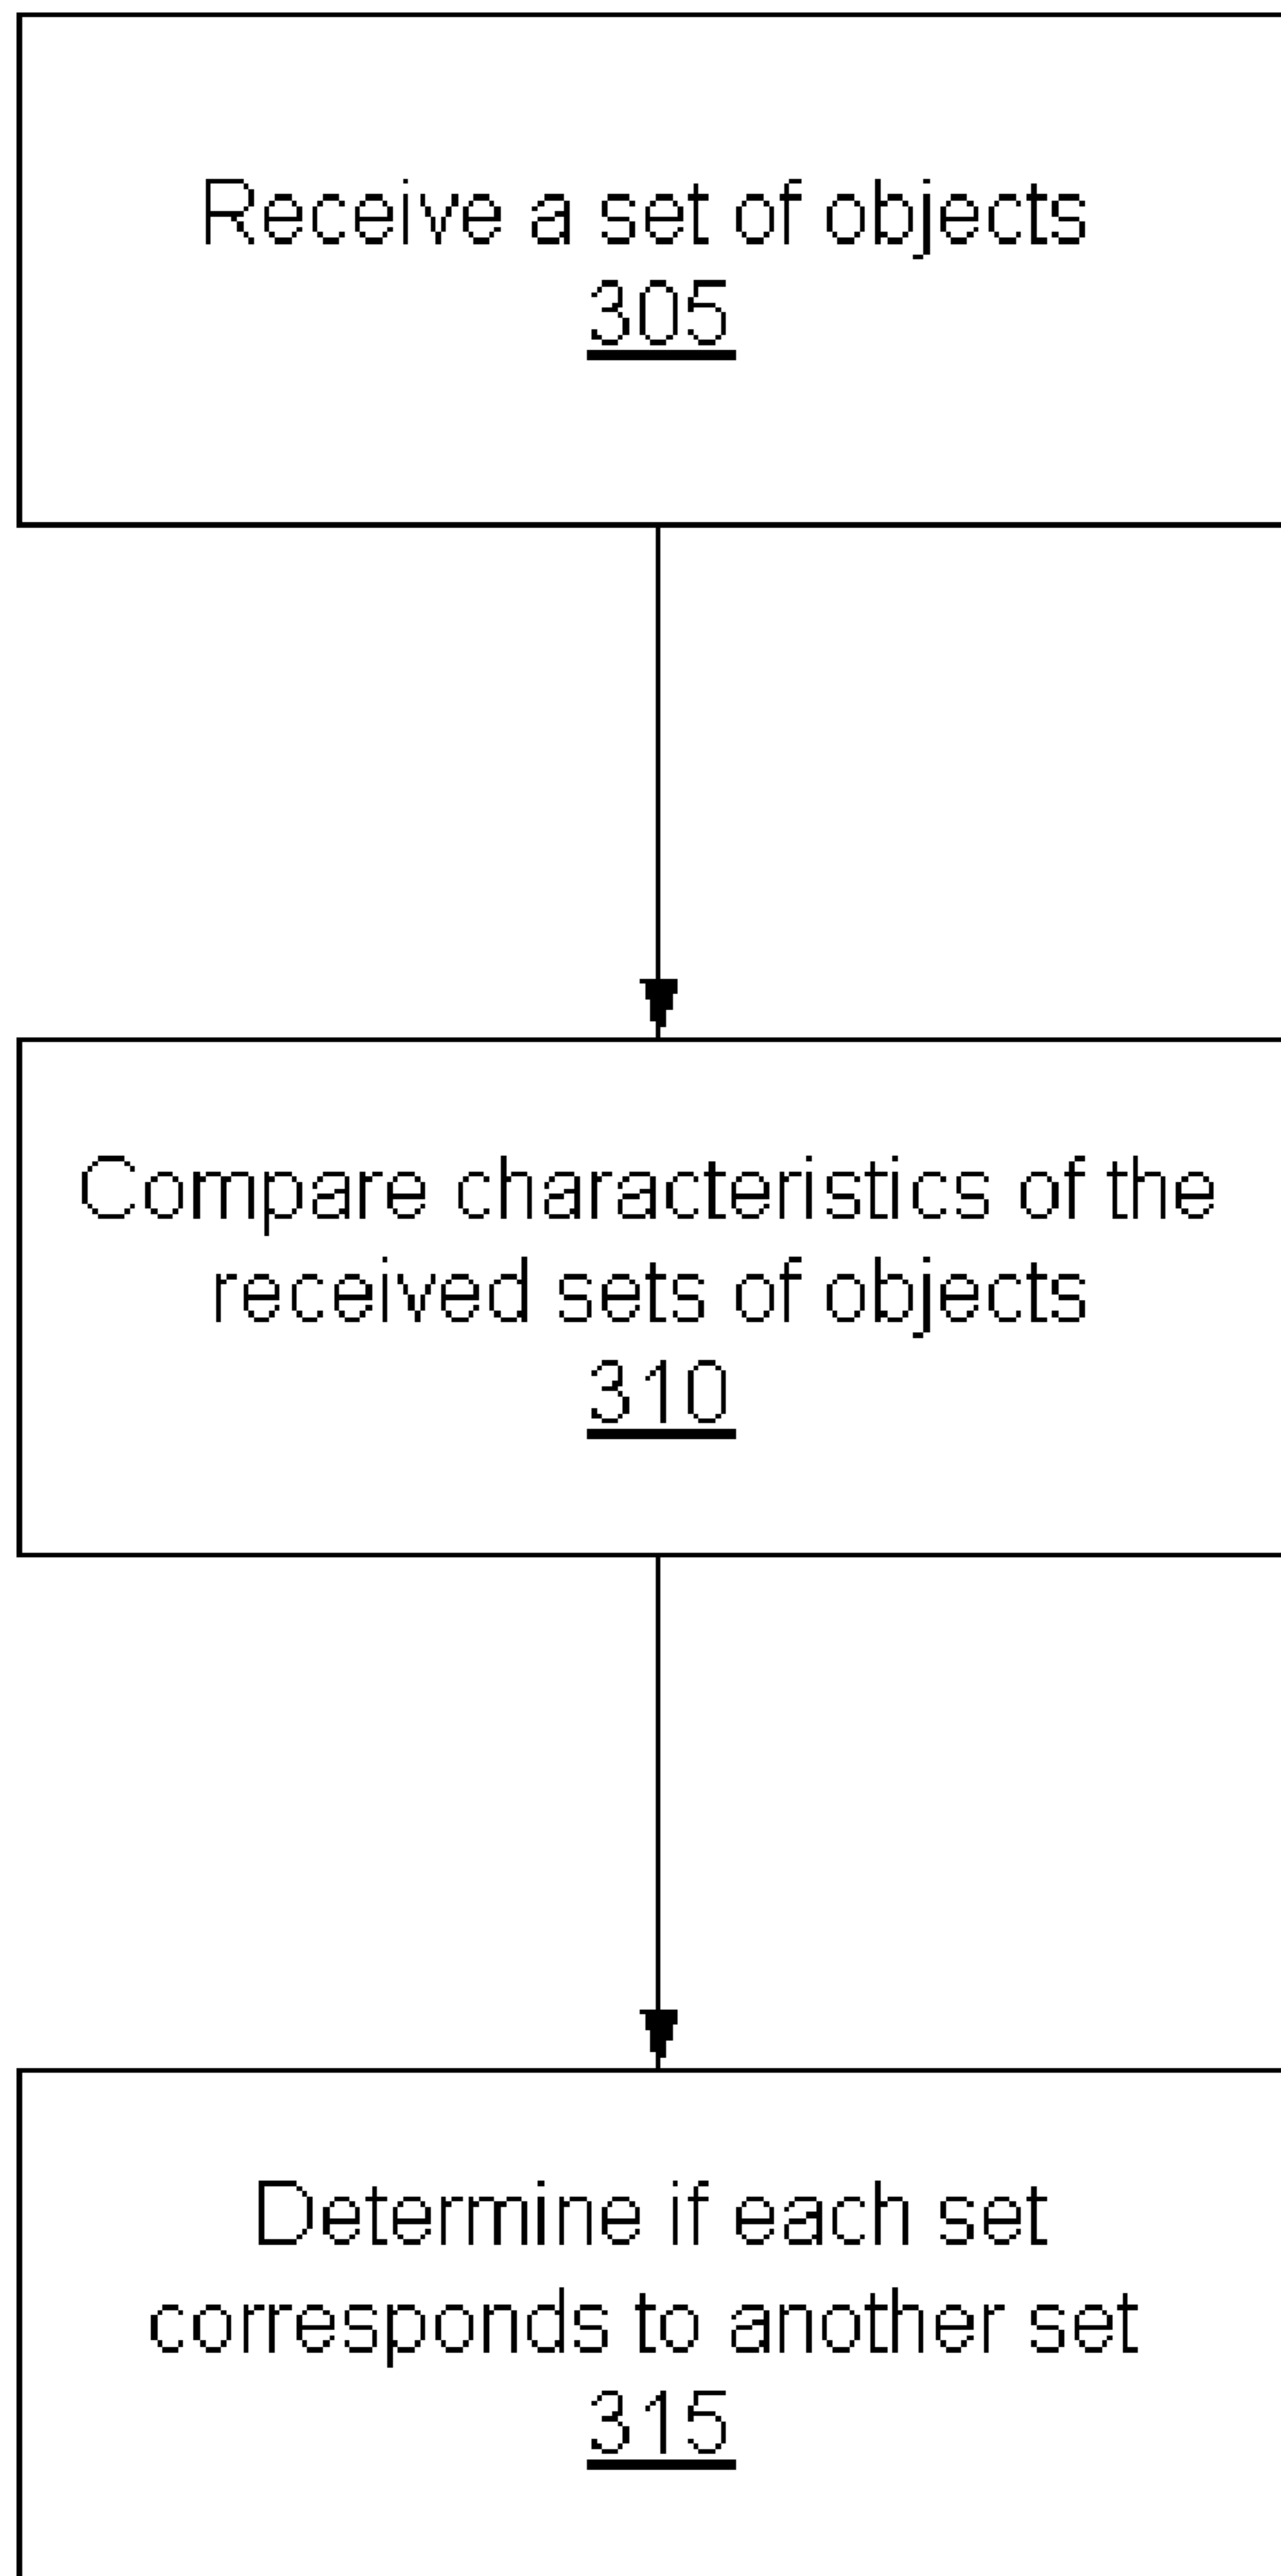 Receive a set of objects
305
Compare characteristics of the
received sets of objects
310
Determine if each set
corresponds to another set
315